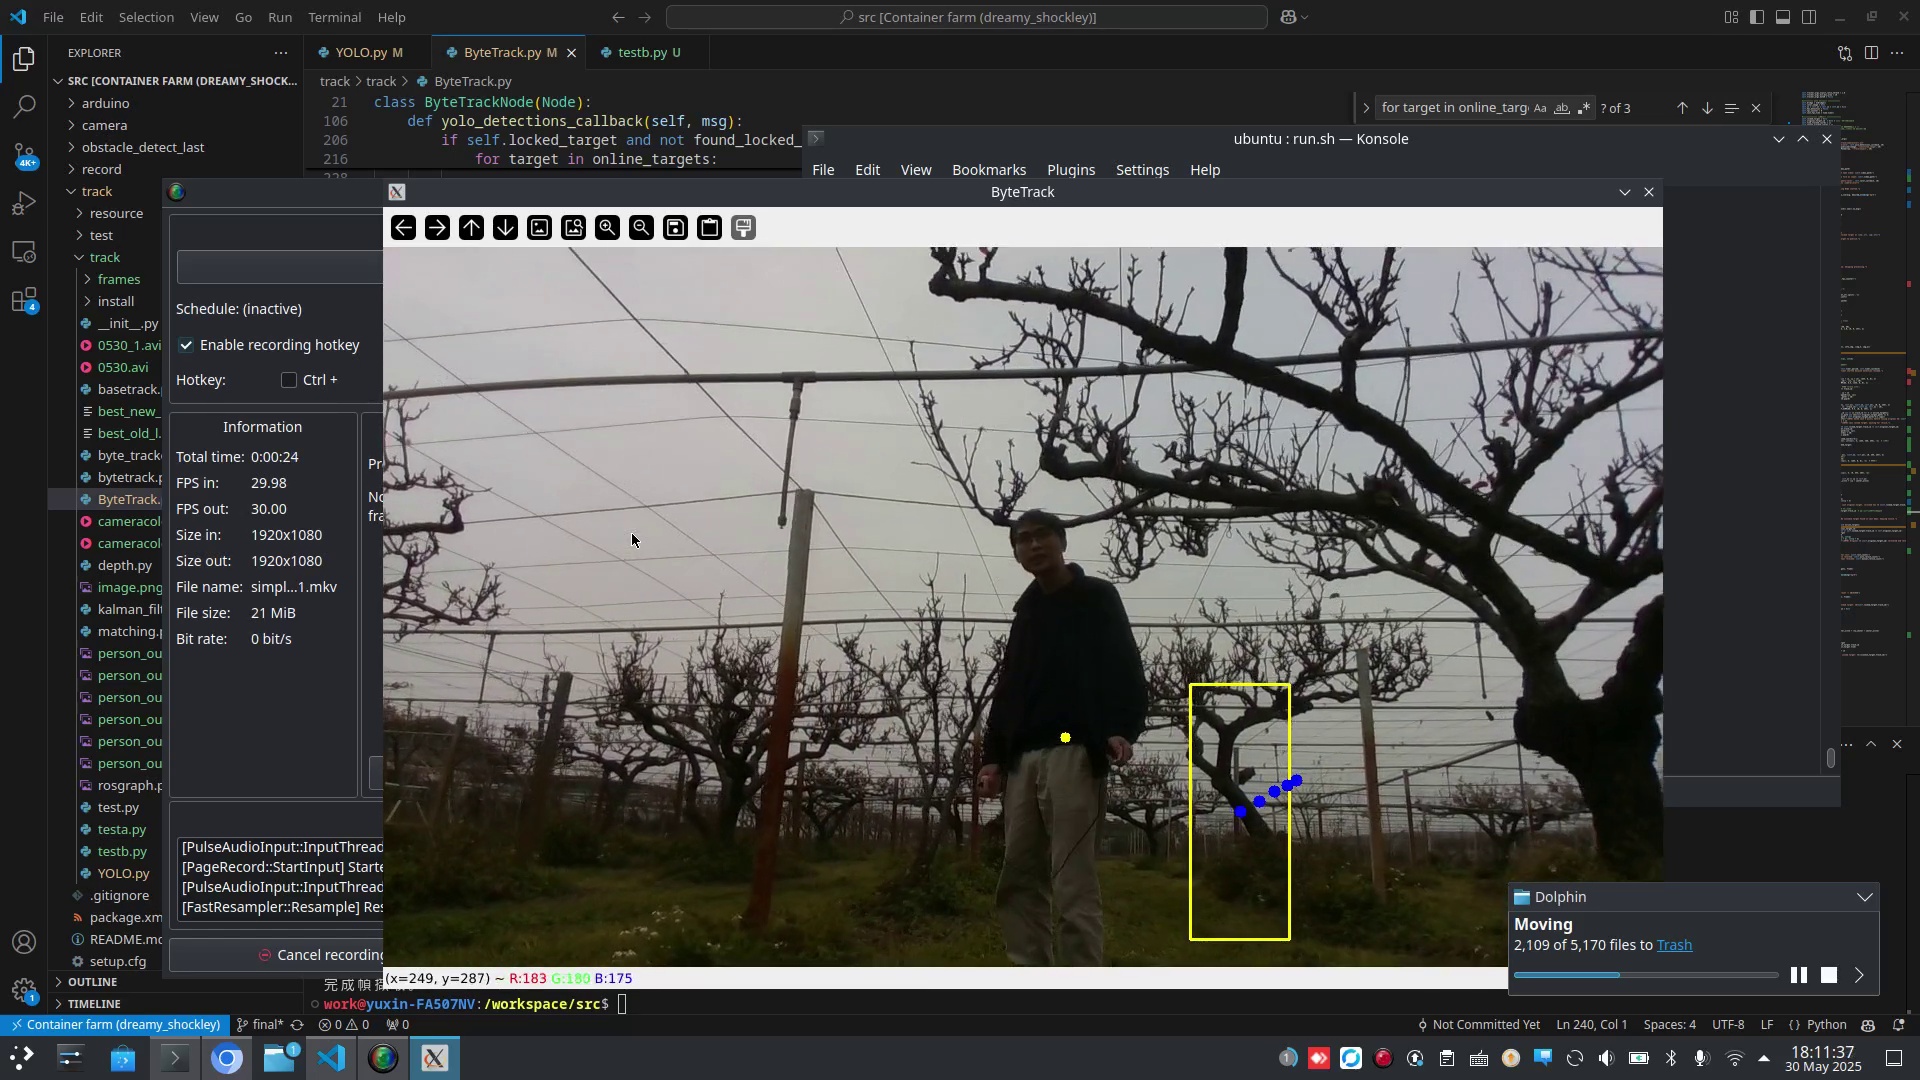 File Edit Selection View Go Run Terminal Help
src [Container farm (dreamy_shockley)]
EXPLORER
SRC [CONTAINER FARM (DREAMY_SHOCK...
arduino
camera
obstacle_detect_last
record
track
resource
test
track
frames
install
__init__.py
0530_1.avi
0530.avi
basetrack.
best_new_
best_old_l.
byte_track
bytetrack.p
ByteTrack.
cameracol
cameracol
depth.py
image.png
kalman_filt
matching.p
person_ou
person_ou
person_ou
person_ou
person_ou
person_ou
rosgraph.p
test.py
testa.py
testb.py
YOLO.py
.gitignore
package.xm
README.md
setup.cfg
OUTLINE
TIMELINE
4K+
4
1
YOLO.py M
ByteTrack.py M
testb.py U
track > track > ByteTrack.py
21 class ByteTrackNode(Node):
106 def yolo_detections_callback(self, msg):
206 if self.locked_target and not found_locked_
216 for target in online_targets:
for target in online_targ
Aa ab ? of 3
ubuntu : run.sh — Konsole
File Edit View Bookmarks Plugins Settings Help
ByteTrack
Schedule: (inactive)
Enable recording hotkey
Hotkey: Ctrl +
Information
Total time: 0:00:24
FPS in: 29.98
FPS out: 30.00
Size in: 1920x1080
Size out: 1920x1080
File name: simpl...1.mkv
File size: 21 MiB
Bit rate: 0 bit/s
[PulseAudioInput::InputThread
[PageRecord::StartInput] Starte
[PulseAudioInput::InputThread
[FastResampler::Resample] Res
Cancel recording
(x=249, y=287) ~ R:183 G:180 B:175
work@yuxin-FA507NV:/workspace/src$
Dolphin
Moving
2,109 of 5,170 files to Trash
Container farm (dreamy_shockley) final* 0 0 0
Not Committed Yet Ln 240, Col 1 Spaces: 4 UTF-8 LF {} Python
1
1
18:11:37
30 May 2025